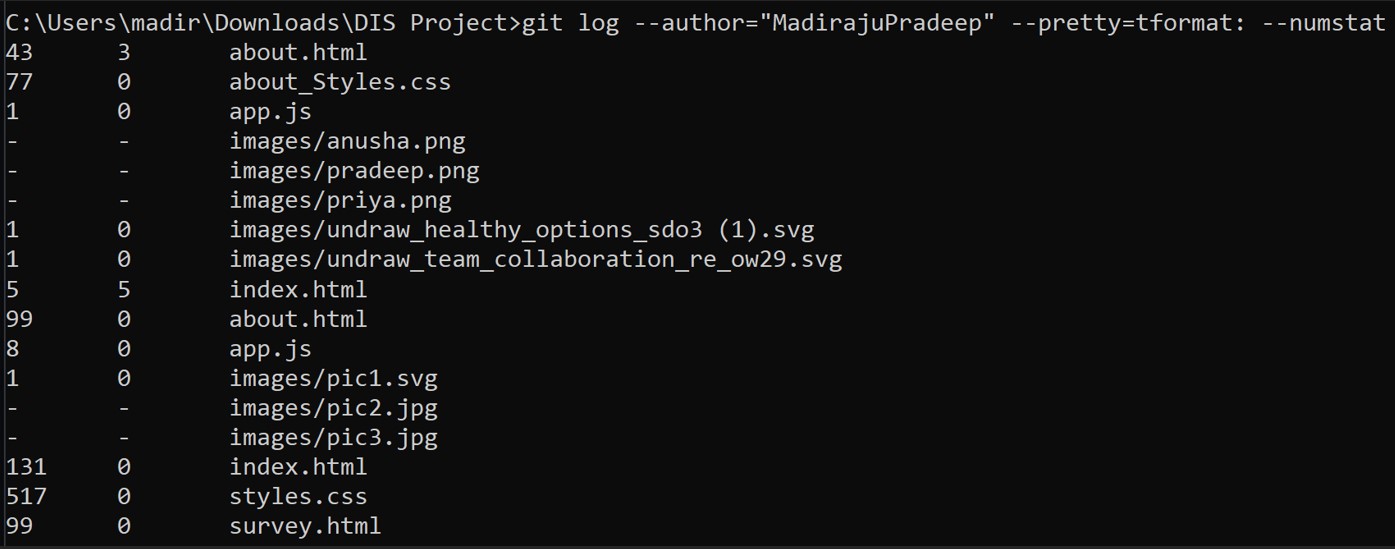 C:\Users\madir\Downloads\DIS Project>git log --author="MadirajuPradeep" --pretty=tformat: --numstat
43 3 about.html
77 0 about_Styles.css
1 0 app.js
- - images/anusha.png
- - images/pradeep.png
- - images/priya.png
1 0 images/undraw_healthy_options_sdo3 (1).svg
1 0 images/undraw_team_collaboration_re_ow29.svg
5 5 index.html
99 0 about.html
8 0 app.js
1 0 images/pic1.svg
- - images/pic2.jpg
- - images/pic3.jpg
131 0 index.html
517 0 styles.css
99 0 survey.html